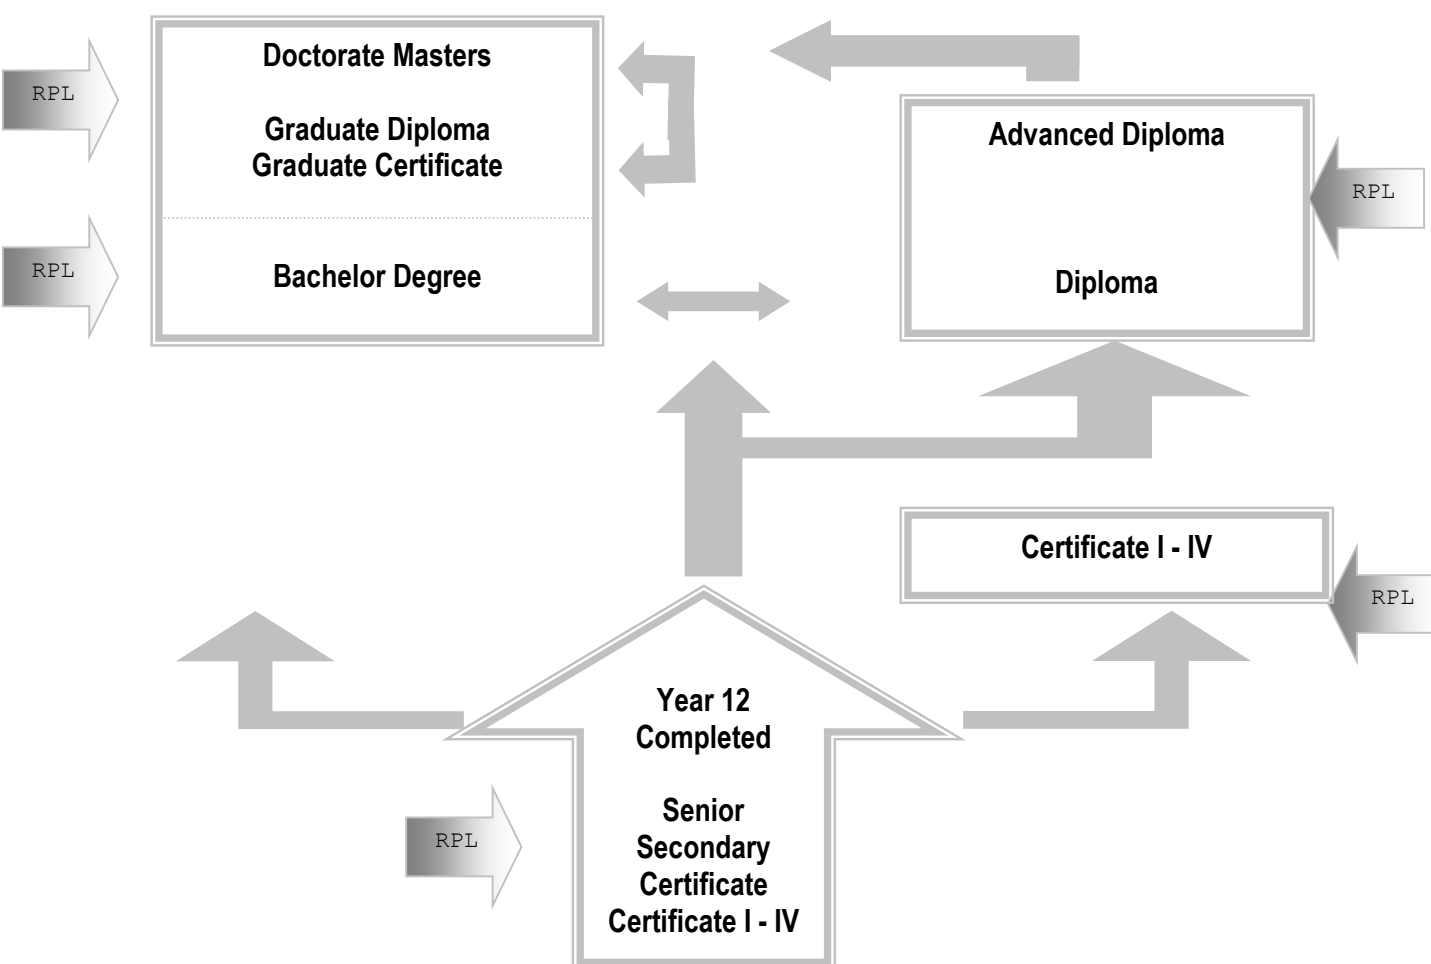 Doctorate Masters
RPL
Graduate Diploma
Graduate Certificate
RPL
Bachelor Degree
Advanced Diploma
RPL
Diploma
Certificate I - IV
RPL
Year 12
Completed
RPL
Senior
Secondary
Certificate
Certificate I - IV